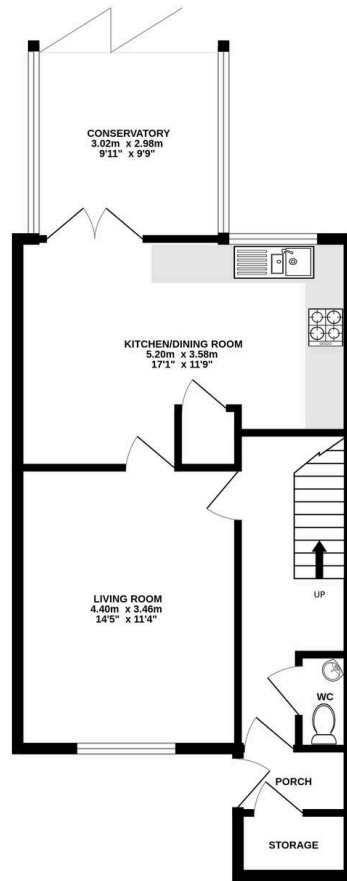 CONSERVATORY
3.02m x 2.98m
9'11" x 9'9"
KITCHEN/DINING ROOM
5.20m x 3.58m
17'1" x 11'9"
LIVING ROOM
4.40m x 3.46m
14'5" x 11'4"
UP
WC
PORCH
STORAGE